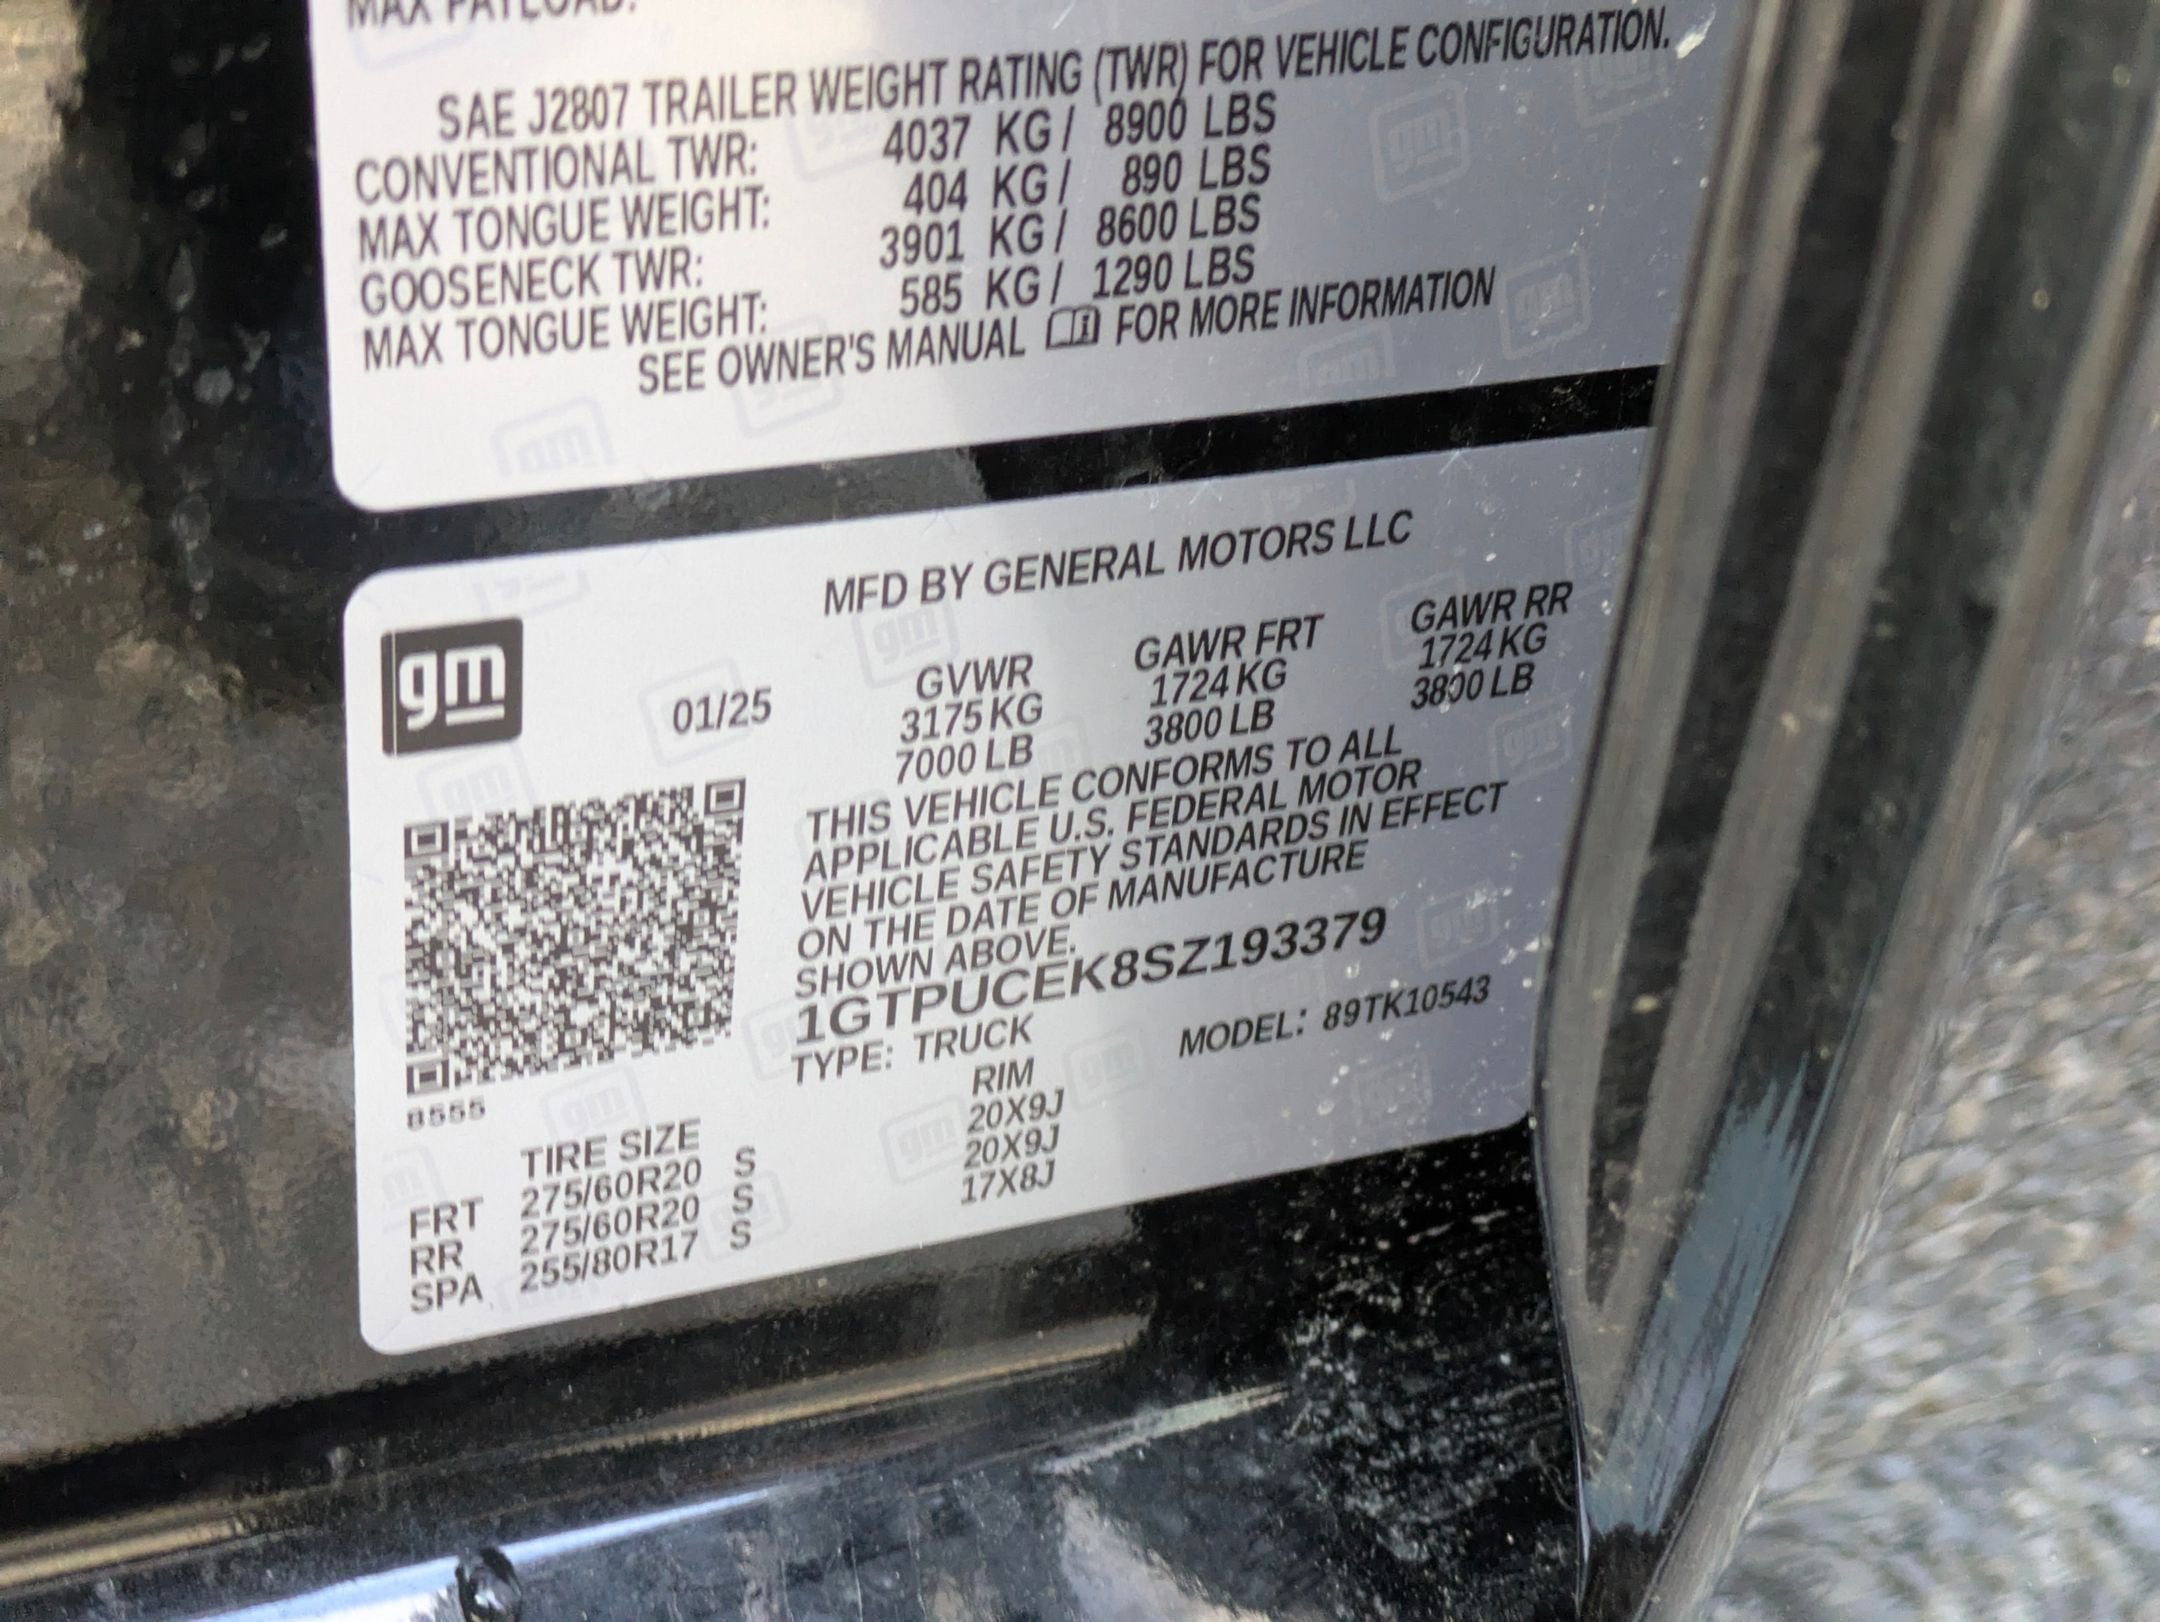 MAX PAYLOAD:
SAE J2807 TRAILER WEIGHT RATING (TWR) FOR VEHICLE CONFIGURATION.
CONVENTIONAL TWR: 4037 KG / 8900 LBS
MAX TONGUE WEIGHT: 404 KG / 890 LBS
GOOSENECK TWR: 3901 KG / 8600 LBS
MAX TONGUE WEIGHT: 585 KG / 1290 LBS
SEE OWNER'S MANUAL FOR MORE INFORMATION
MFD BY GENERAL MOTORS LLC
gm
01/25
GVWR GAWR FRT GAWR RR
3175 KG 1724 KG 1724 KG
7000 LB 3800 LB 3800 LB
THIS VEHICLE CONFORMS TO ALL
APPLICABLE U.S. FEDERAL MOTOR
VEHICLE SAFETY STANDARDS IN EFFECT
ON THE DATE OF MANUFACTURE
SHOWN ABOVE.
1GTPUCEK8SZ193379
TYPE: TRUCK MODEL: 89TK10543
8555
TIRE SIZE RIM
FRT 275/60R20 S 20X9J
RR 275/60R20 S 20X9J
SPA 255/80R17 S 17X8J